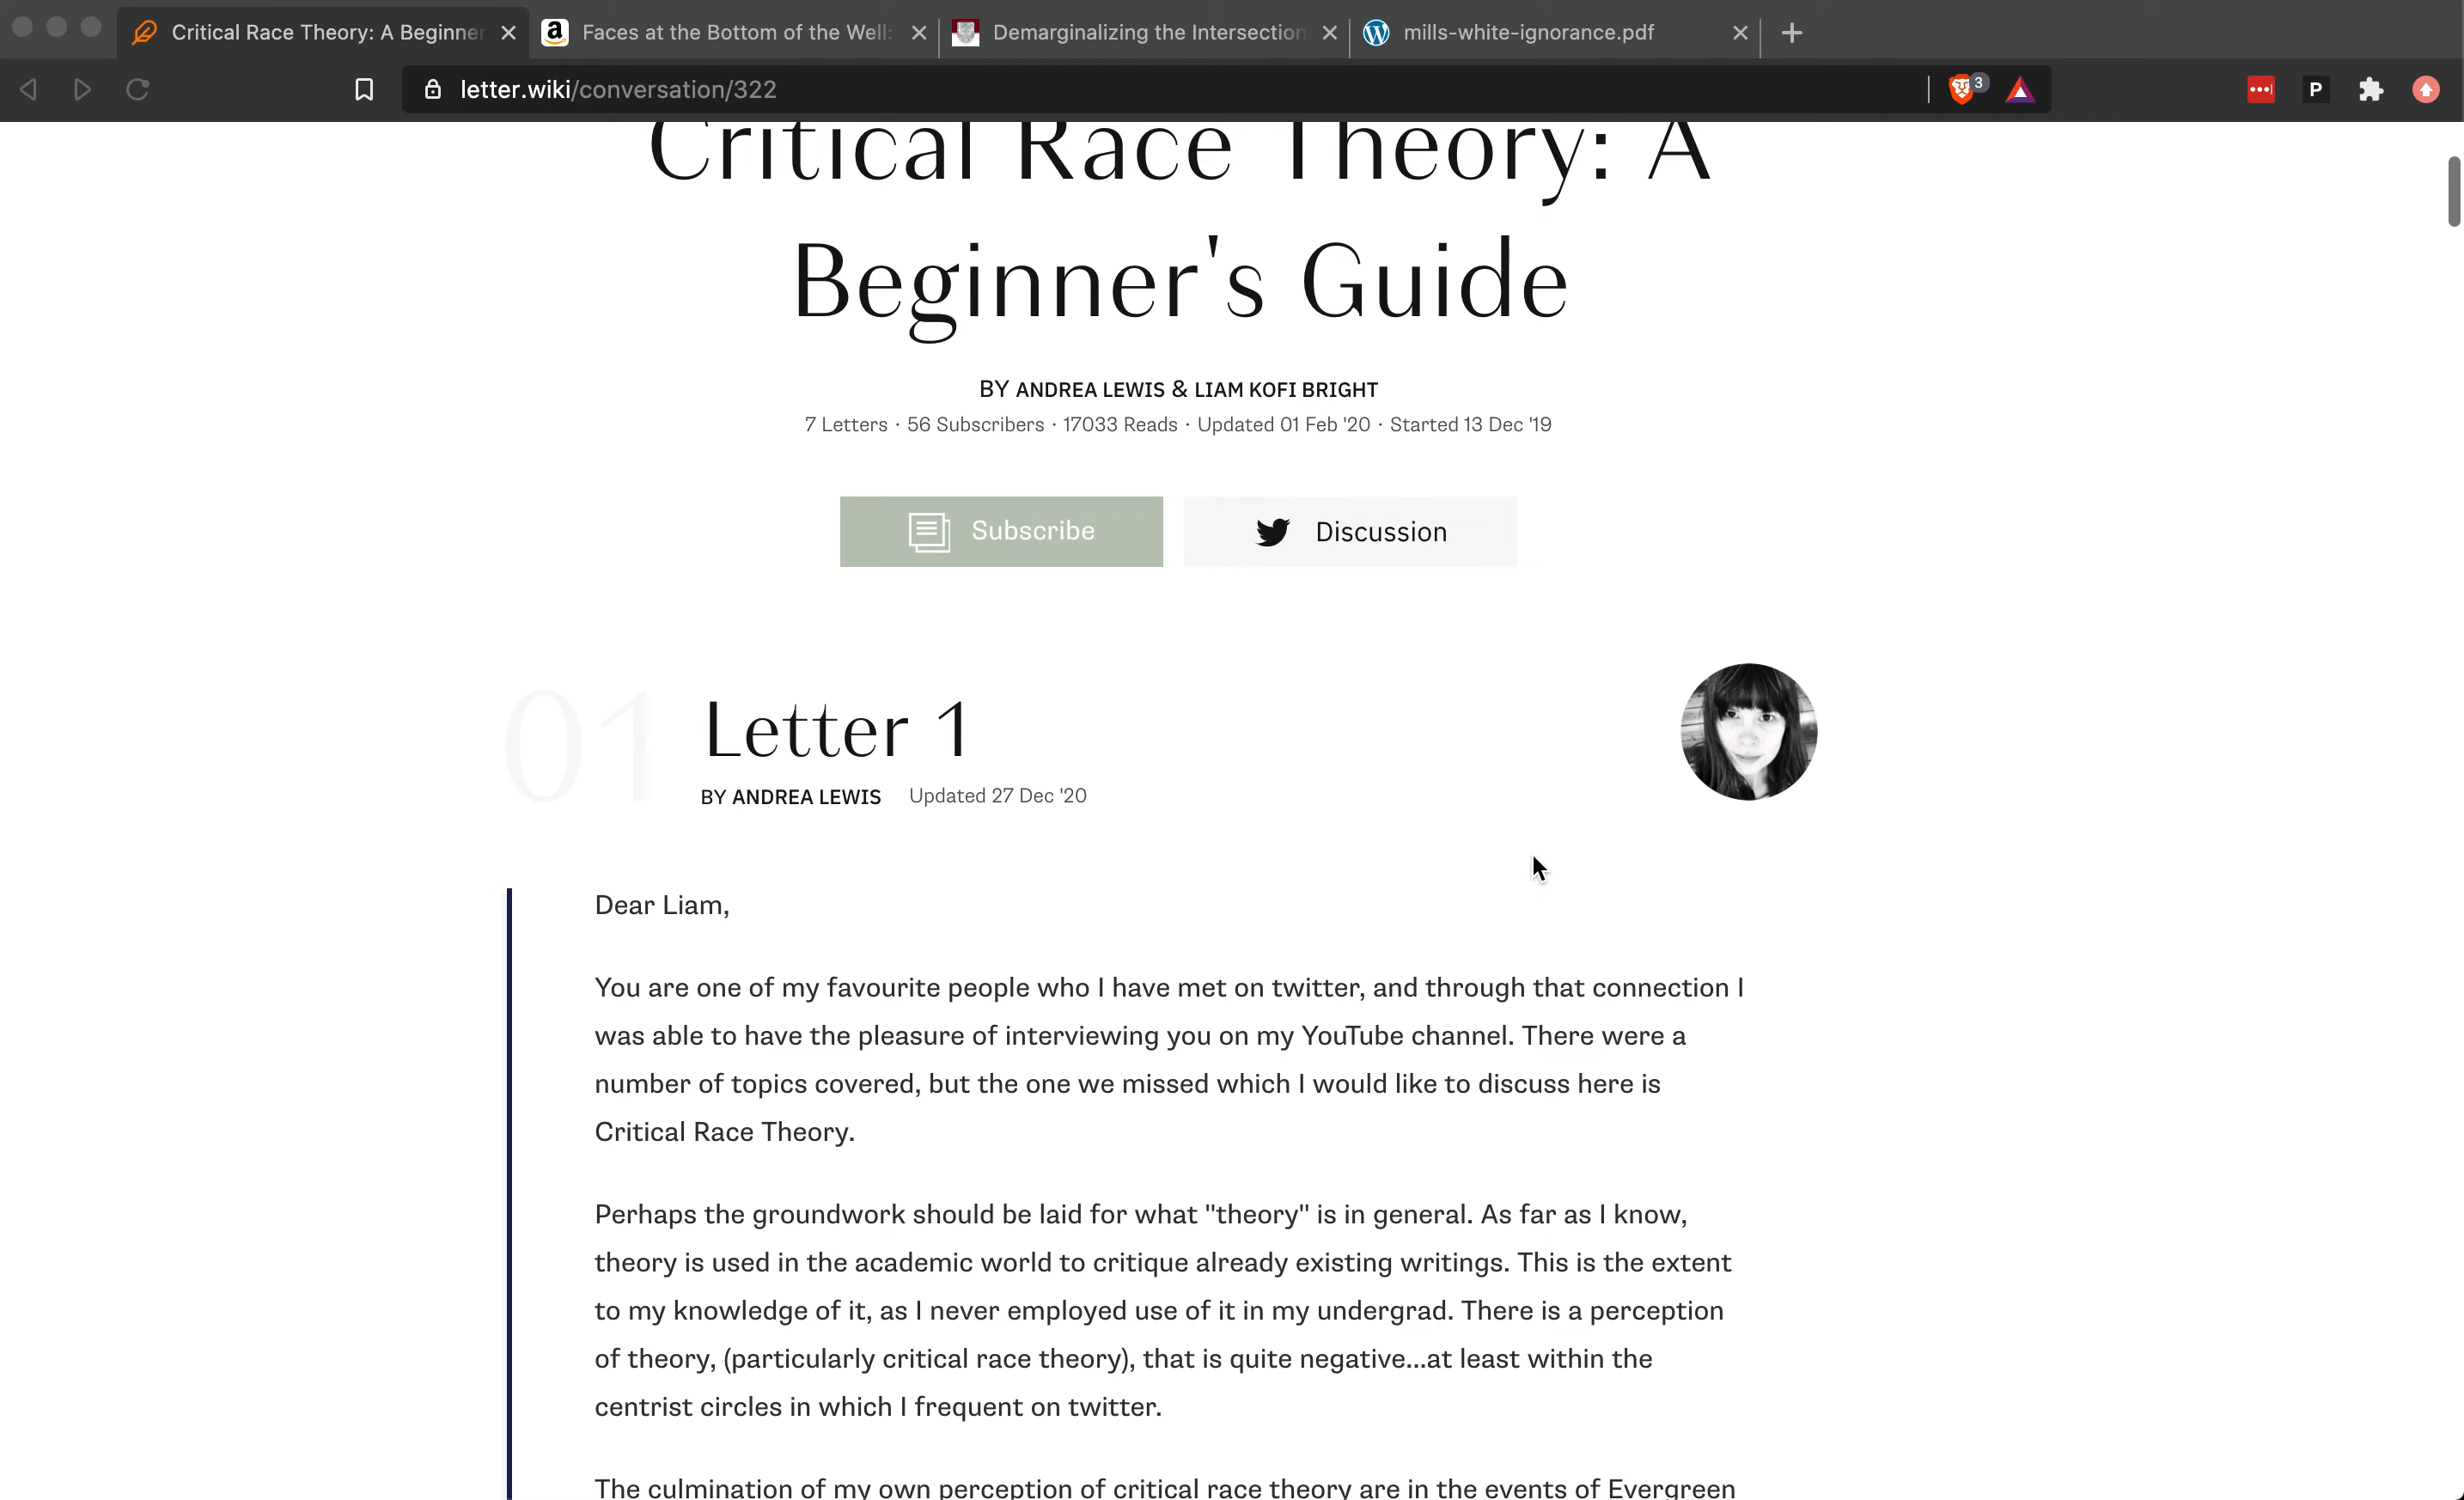 Critical Race Theory: A Beginner
Faces at the Bottom of the Well:
Demarginalizing the Intersection
mills-white-ignorance.pdf
letter.wiki/conversation/322
3
P
Critical Race Theory: A
Beginner's Guide
BY ANDREA LEWIS & LIAM KOFI BRIGHT
7 Letters · 56 Subscribers · 17033 Reads · Updated 01 Feb '20 · Started 13 Dec '19
Subscribe
Discussion
01
Letter 1
BY ANDREA LEWIS Updated 27 Dec '20
Dear Liam,
You are one of my favourite people who I have met on twitter, and through that connection I
was able to have the pleasure of interviewing you on my YouTube channel. There were a
number of topics covered, but the one we missed which I would like to discuss here is
Critical Race Theory.
Perhaps the groundwork should be laid for what "theory" is in general. As far as I know,
theory is used in the academic world to critique already existing writings. This is the extent
to my knowledge of it, as I never employed use of it in my undergrad. There is a perception
of theory, (particularly critical race theory), that is quite negative...at least within the
centrist circles in which I frequent on twitter.
The culmination of my own perception of critical race theory are in the events of Evergreen